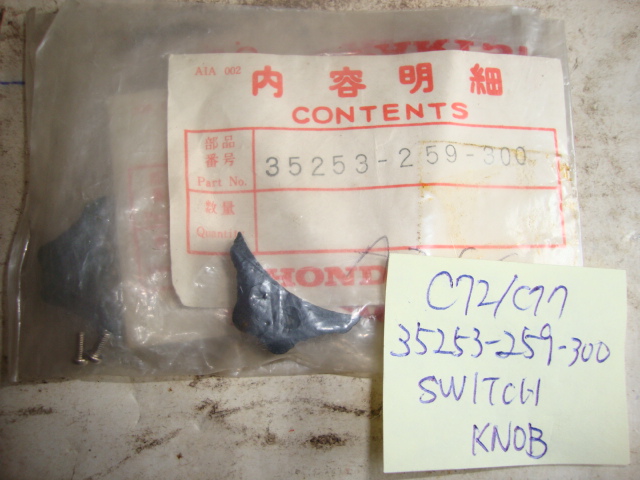 AIA 002
内容明細
CONTENTS
部品
番号
Part No.
35253-259-300
数量
Quantity
HONDA
C72/C77
35253-259-300
SWITCH
KNOB